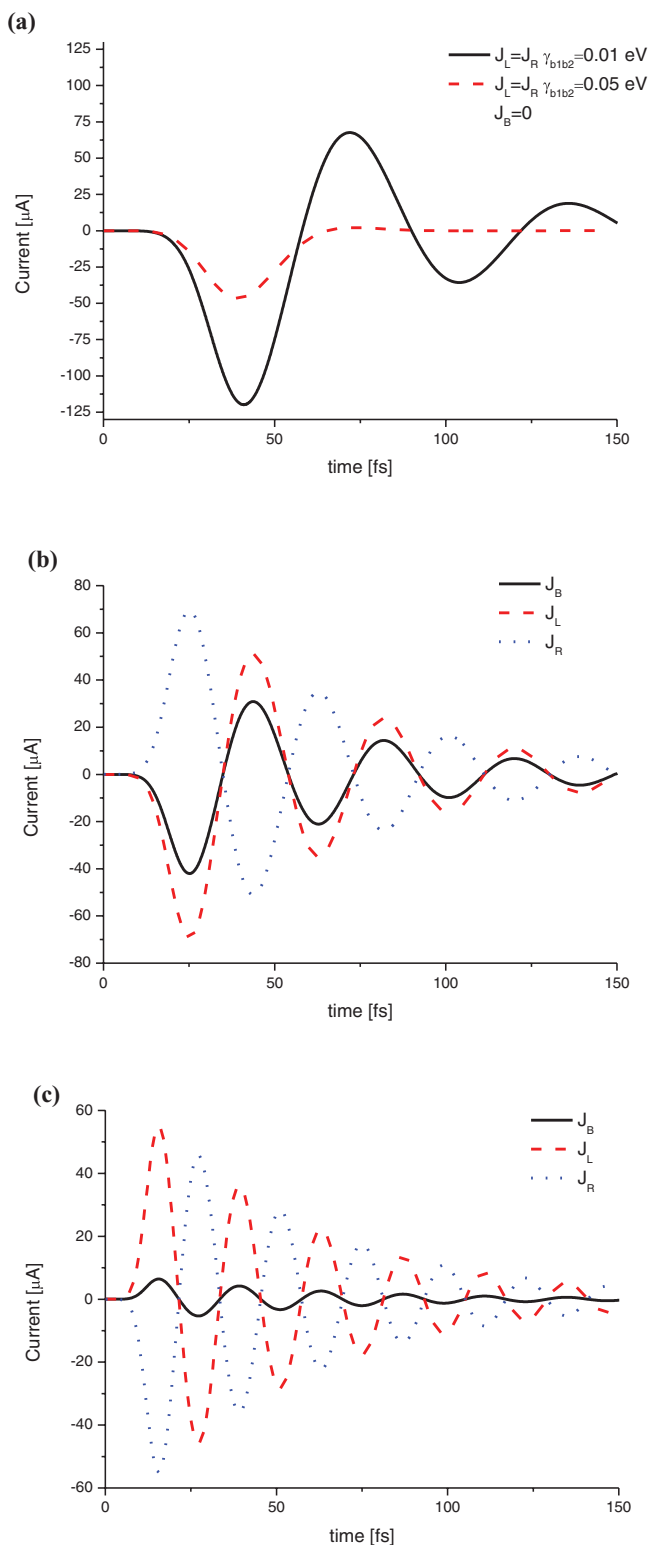 (a)
125
100
75
50
25
0
-25
-50
-75
-100
-125
Current [μA]
0 50 100 150
time [fs]
J_L=J_R γ_b1b2=0.01 eV
J_L=J_R γ_b1b2=0.05 eV
J_B=0
(b)
80
60
40
20
0
-20
-40
-60
-80
Current [μA]
0 50 100 150
time [fs]
J_B
J_L
J_R
(c)
60
40
20
0
-20
-40
-60
Currrent [μA]
0 50 100 150
time [fs]
J_B
J_L
J_R